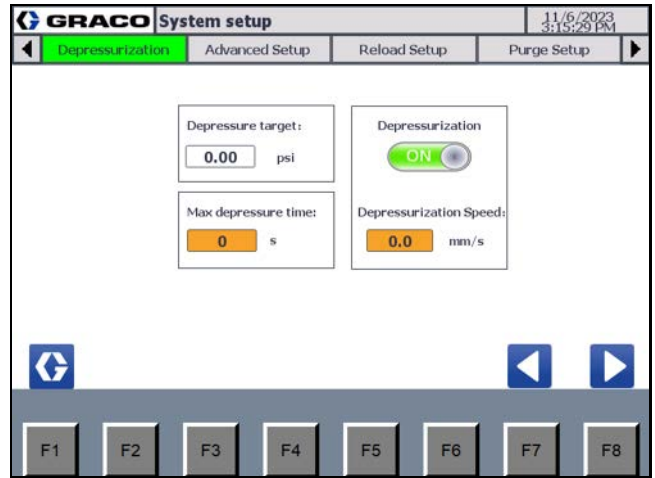 GRACO System setup 11/6/2023
3:15:29 PM
Depressurization Advanced Setup Reload Setup Purge Setup
Depressure target:
0.00 psi
Depressurization
ON
Max depressure time:
0 s
Depressurization Speed:
0.0 mm/s
F1 F2 F3 F4 F5 F6 F7 F8